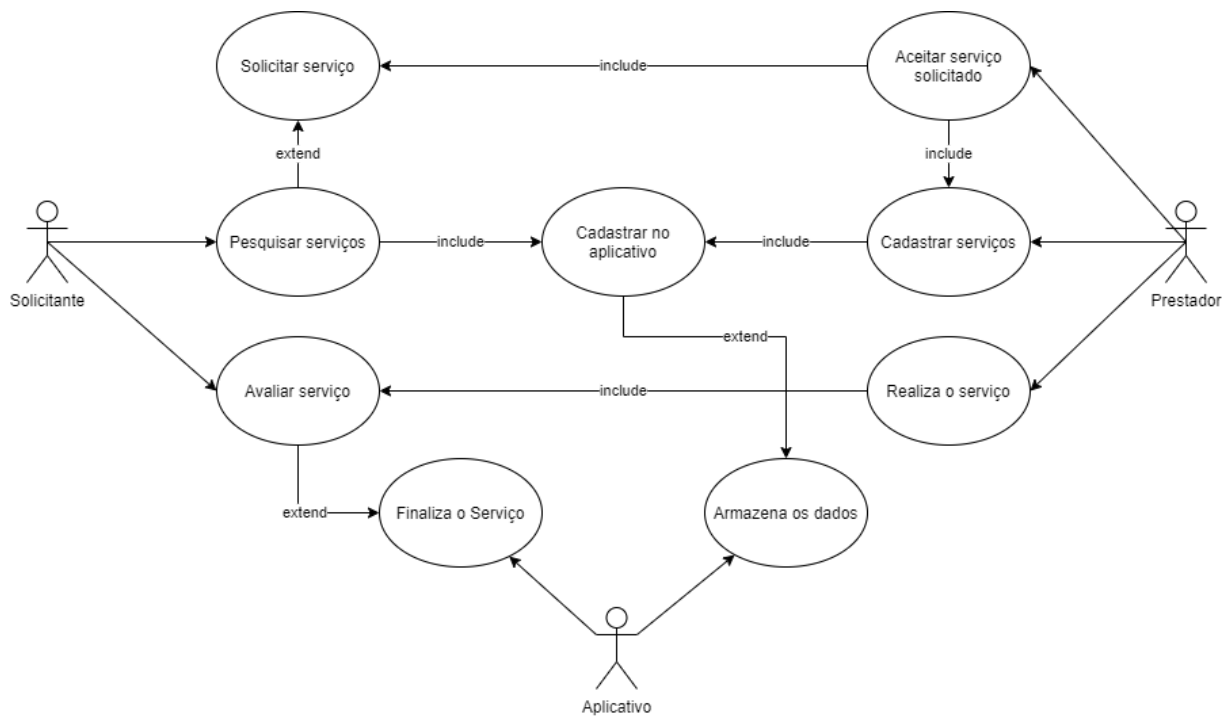 Solicitar serviço
include
Aceitar serviço
solicitado
extend
include
Solicitante
Pesquisar serviços
include
Cadastrar no
aplicativo
include
Cadastrar serviços
Prestador
extend
Avaliar serviço
include
Realiza o serviço
extend
Finaliza o Serviço
Armazena os dados
Aplicativo